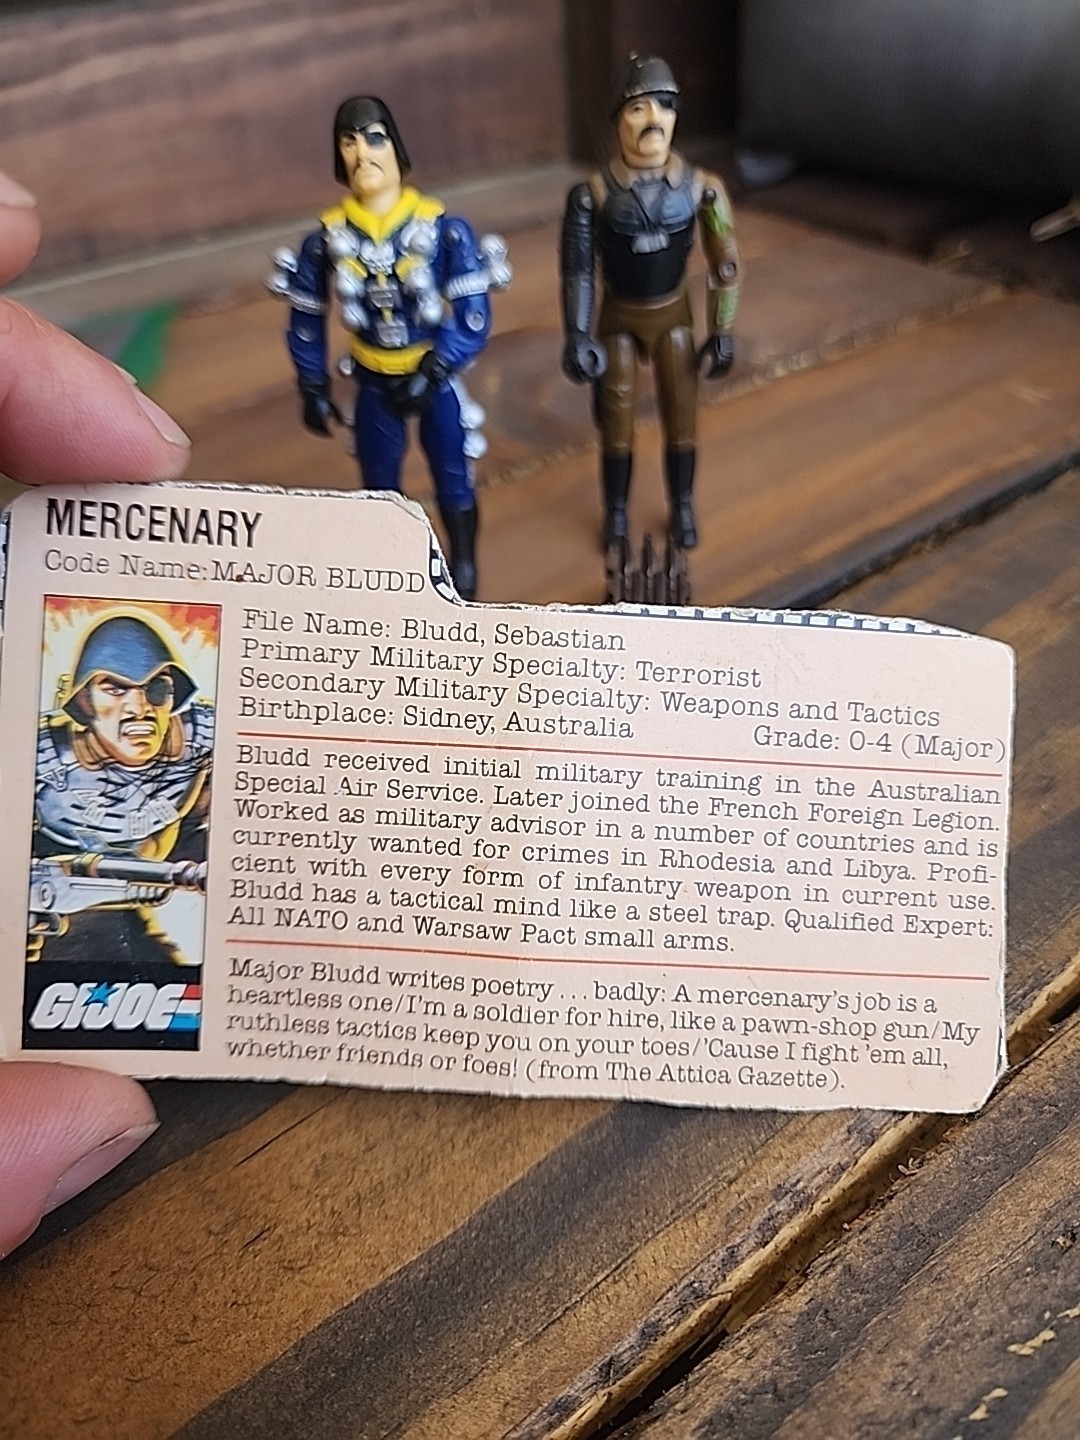 MERCENARY
Code Name:MAJOR BLUDD
File Name: Bludd, Sebastian
Primary Military Specialty: Terrorist
Secondary Military Specialty: Weapons and Tactics
Birthplace: Sidney, Australia Grade: O-4 (Major)
Bludd received initial military training in the Australian
Special Air Service. Later joined the French Foreign Legion.
Worked as military advisor in a number of countries and is
currently wanted for crimes in Rhodesia and Libya. Profi-
cient with every form of infantry weapon in current use.
Bludd has a tactical mind like a steel trap. Qualified Expert:
All NATO and Warsaw Pact small arms.
Major Bludd writes poetry ... badly: A mercenary's job is a
heartless one/I'm a soldier for hire, like a pawn-shop gun/My
ruthless tactics keep you on your toes/'Cause I fight 'em all,
whether friends or foes! (from The Attica Gazette).
GI JOE